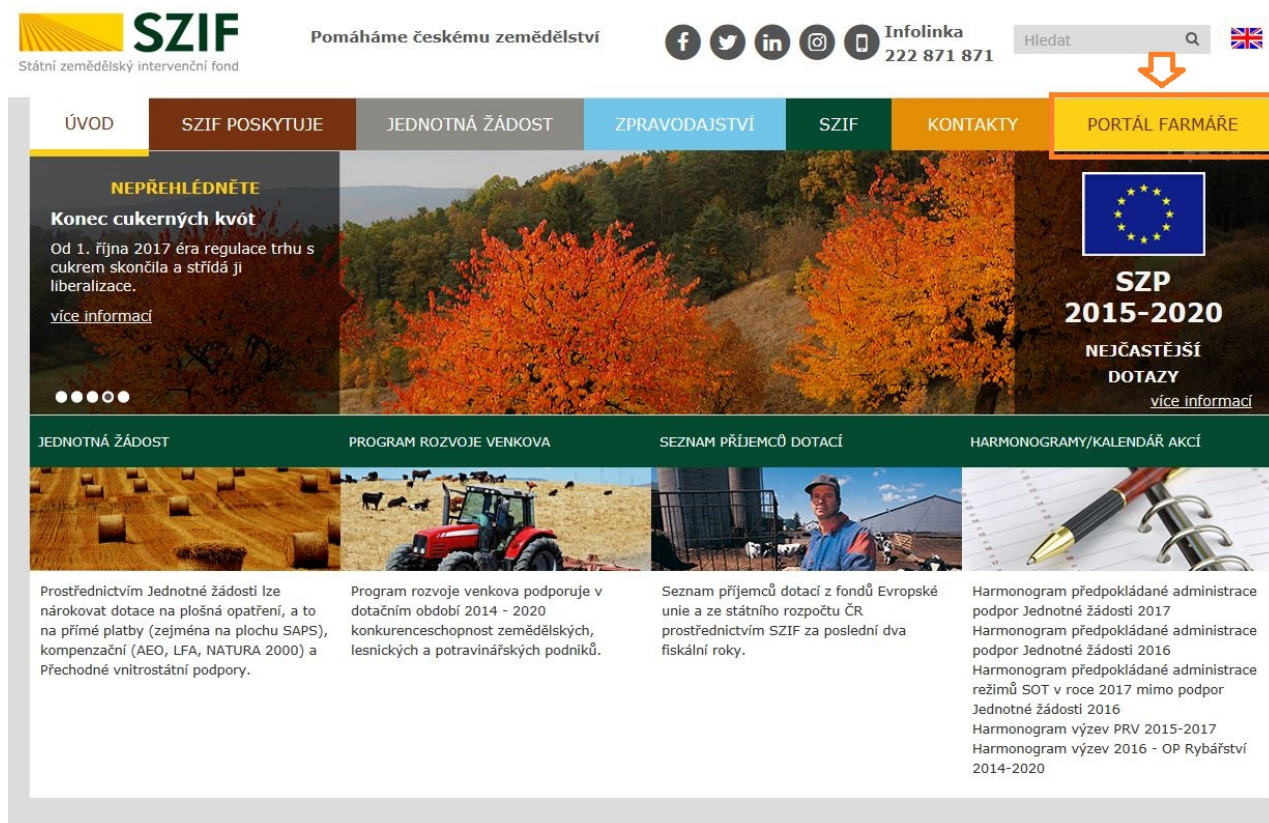 SZIF
Státní zemědělský intervenční fond
Pomáháme českému zemědělství
Infolinka
222 871 871
Hledat
ÚVOD
SZIF POSKYTUJE
JEDNOTNÁ ŽÁDOST
ZPRAVODAJSTVÍ
SZIF
KONTAKTY
PORTÁL FARMÁŘE
NEPŘEHLÉDNĚTE
Konec cukerných kvót
Od 1. října 2017 éra regulace trhu s
cukrem skončila a střídá ji
liberalizace.
více informací
SZP
2015-2020
NEJČASTĚJŠÍ
DOTAZY
více informací
JEDNOTNÁ ŽÁDOST
Prostřednictvím Jednotné žádosti lze
nárokovat dotace na plošná opatření, a to
na přímé platby (zejména na plochu SAPS),
kompenzační (AEO, LFA, NATURA 2000) a
Přechodné vnitrostátní podpory.
PROGRAM ROZVOJE VENKOVA
Program rozvoje venkova podporuje v
dotačním období 2014 - 2020
konkurenceschopnost zemědělských,
lesnických a potravinářských podniků.
SEZNAM PŘÍJEMCŮ DOTACÍ
Seznam příjemců dotací z fondů Evropské
unie a ze státního rozpočtu ČR
prostřednictvím SZIF za poslední dva
fiskální roky.
HARMONOGRAMY/KALENDÁŘ AKCÍ
Harmonogram předpokládané administrace
podpor Jednotné žádosti 2017
Harmonogram předpokládané administrace
podpor Jednotné žádosti 2016
Harmonogram předpokládané administrace
režimů SOT v roce 2017 mimo podpor
Jednotné žádosti 2016
Harmonogram výzev PRV 2015-2017
Harmonogram výzev 2016 - OP Rybářství
2014-2020